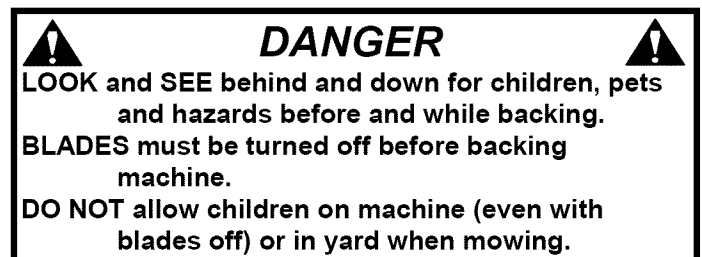 DANGER
LOOK and SEE behind and down for children, pets
and hazards before and while backing.
BLADES must be turned off before backing
machine.
DO NOT allow children on machine (even with
blades off) or in yard when mowing.